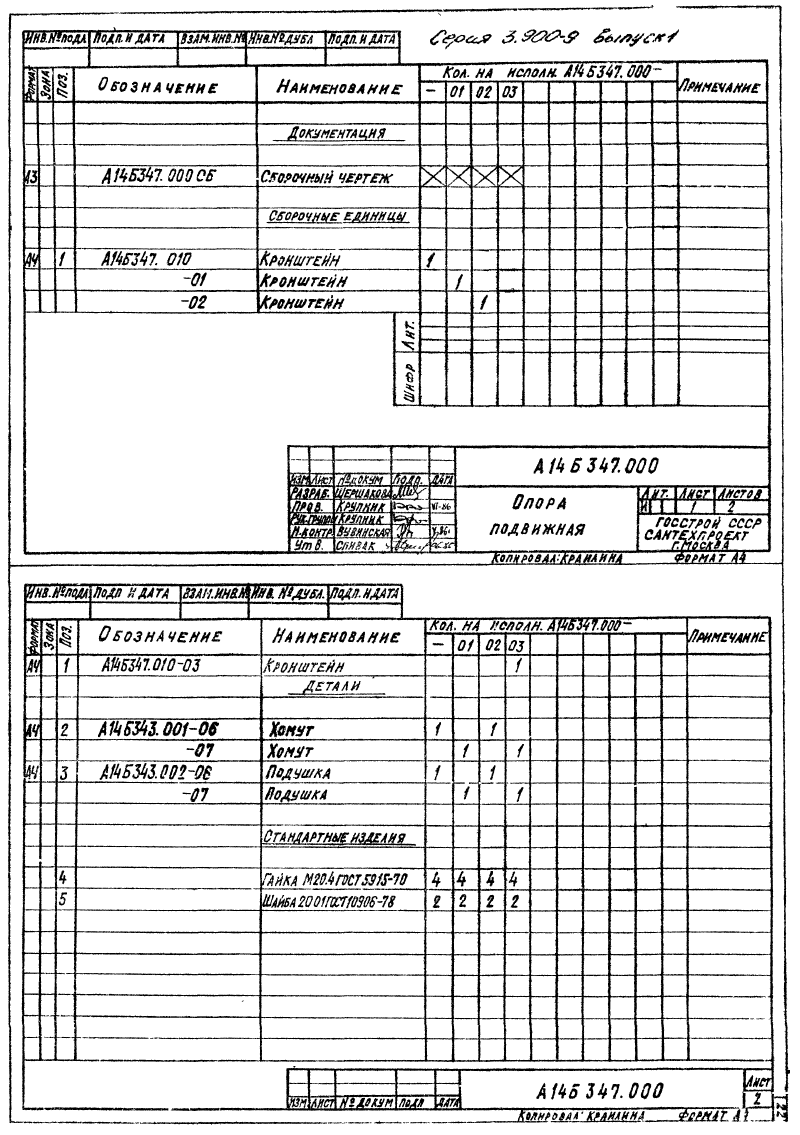 Серия 3.900-9 Выпуск 1
Инв.№подл Подп. и дата Взам.инв.№ Инв.№дубл Подп. и дата
Формат Зона Поз. Обозначение Наименование Кол. на исполн. А14Б347.000- Примечание
- 01 02 03
Документация
А3 А14Б347.000 СБ Сборочный чертеж
Сборочные единицы
А4 1 А14Б347.010 Кронштейн 1
-01 Кронштейн 1
-02 Кронштейн 1
Лит.
Шифр
А14Б347.000
Изм Лист №докум Подп. Дата
Разраб. Шершакова
Пров. Крупник VI-86
Рук.группы Крупник
Н.контр Вувинская
Утв. Спивак
Опора
подвижная
Лит. Лист Листов
И 1 2
Госстрой СССР
Сантехпроект
г.Москва
Копировал: Краилина Формат А4
Инв.№подл Подп и дата Взам.инв.№ Инв. №дубл. Подп. и дата
Формат Зона Поз. Обозначение Наименование Кол. на исполн. А14Б347.000- Примечание
- 01 02 03
А4 1 А14Б347.010-03 Кронштейн 1
Детали
А4 2 А14Б343.001-06 Хомут 1 1
-07 Хомут 1 1
А4 3 А14Б343.002-06 Подушка 1 1
-07 Подушка 1 1
Стандартные изделия
4 Гайка М20.4 ГОСТ 5915-70 4 4 4 4
5 Шайба 20 01 ГОСТ 10906-78 2 2 2 2
Изм Лист № докум Подп Дата
А14Б347.000
Лист
2
Копировал: Краилина Формат А4